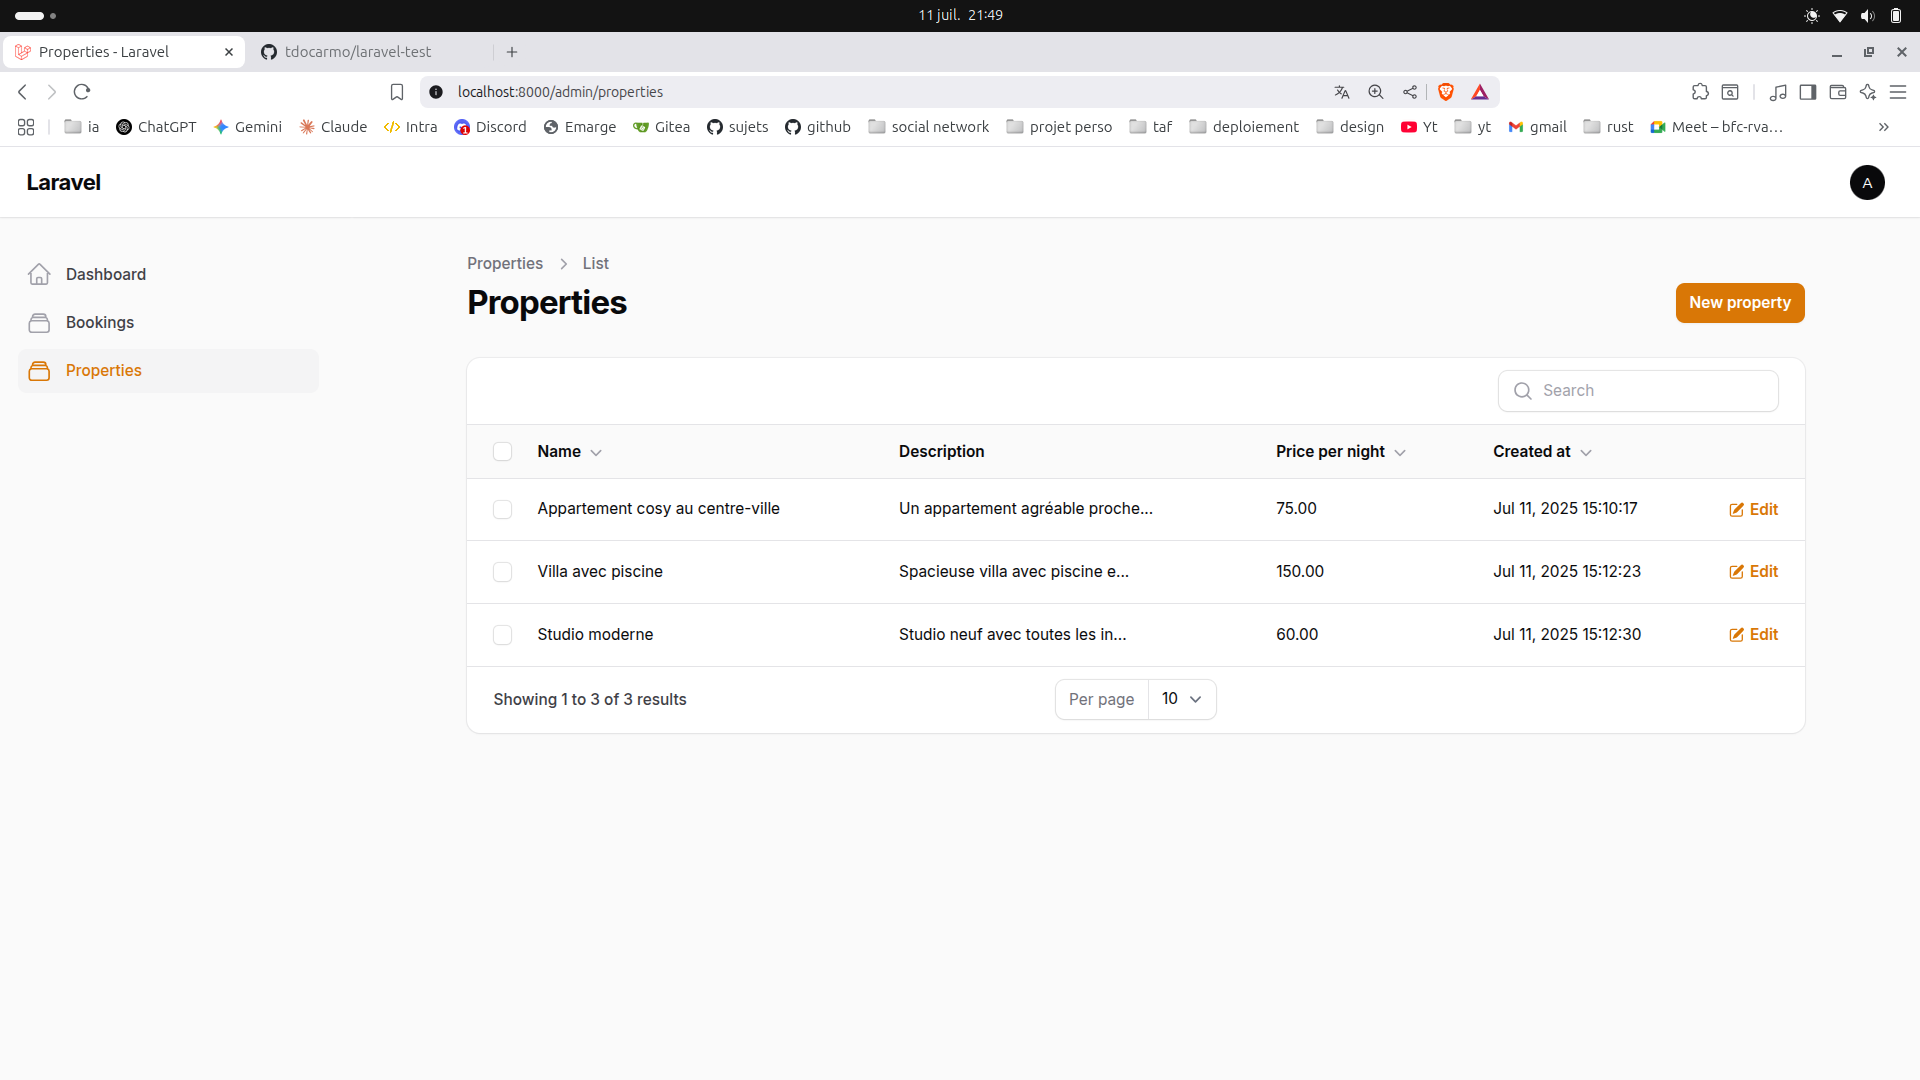 11 juil. 21:49
Properties - Laravel
tdocarmo/laravel-test
localhost:8000/admin/properties
ia ChatGPT Gemini Claude Intra Discord Emarge Gitea sujets github social network projet perso taf deploiement design Yt yt gmail rust Meet – bfc-rva…
Laravel
A
Dashboard
Bookings
Properties
Properties List
Properties
New property
Search
Name Description Price per night Created at
Appartement cosy au centre-ville Un appartement agréable proche... 75.00 Jul 11, 2025 15:10:17 Edit
Villa avec piscine Spacieuse villa avec piscine e... 150.00 Jul 11, 2025 15:12:23 Edit
Studio moderne Studio neuf avec toutes les in... 60.00 Jul 11, 2025 15:12:30 Edit
Showing 1 to 3 of 3 results Per page 10